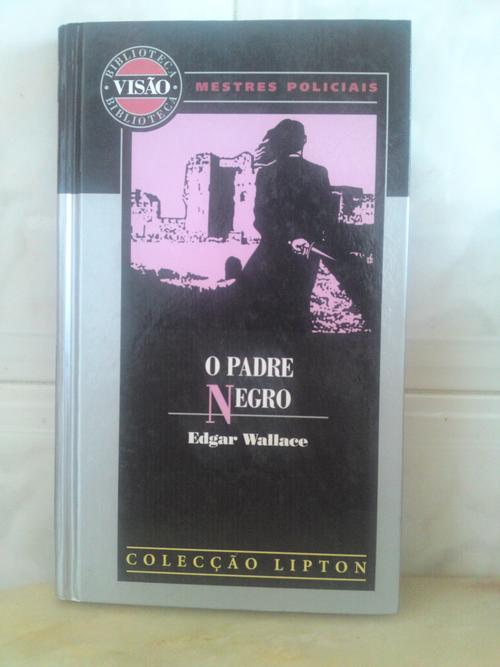 BIBLIOTECA
VISÃO
BIBLIOTECA
MESTRES POLICIAIS
O PADRE
NEGRO
Edgar Wallace
COLECÇÃO LIPTON